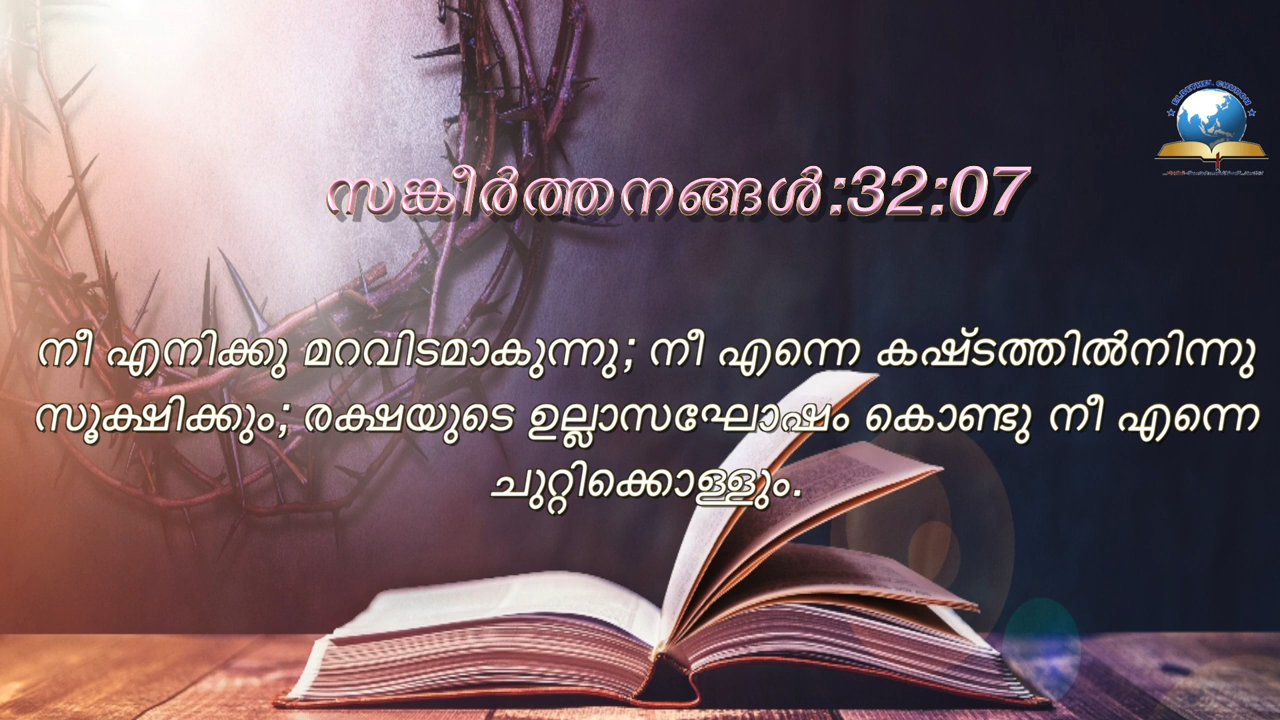 സങ്കീർത്തനങ്ങൾ:32:07
നീ എനിക്കു മറവിടമാകുന്നു; നീ എന്നെ കഷ്ടത്തിൽനിന്നു
സൂക്ഷിക്കും; രക്ഷയുടെ ഉല്ലാസഘോഷം കൊണ്ടു നീ എന്നെ
ചുറ്റിക്കൊള്ളും.